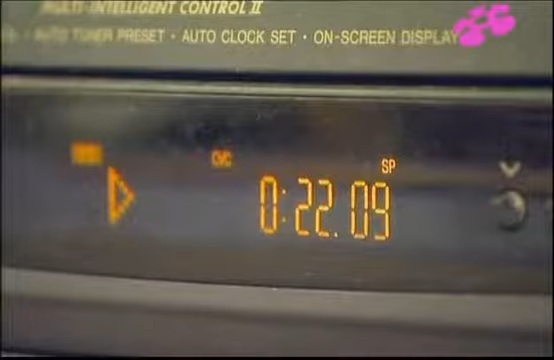 MULTI-INTELLIGENT CONTROL II
AUTO TUNER PRESET · AUTO CLOCK SET · ON-SCREEN DISPLAY
SP
0:22.09